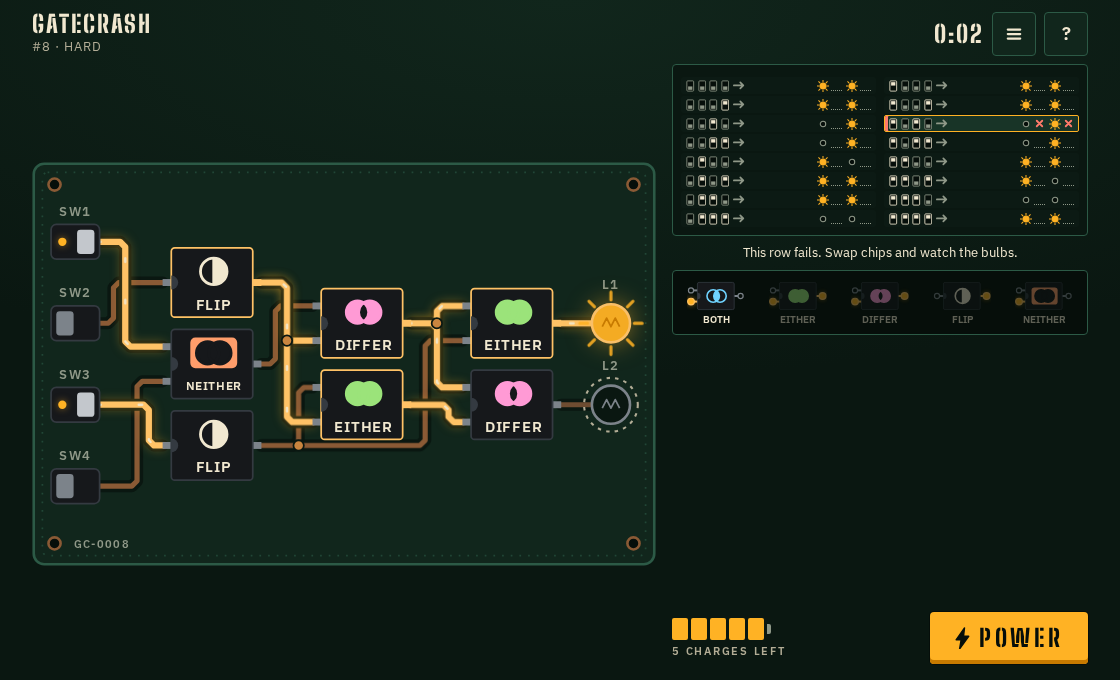 GATECRASH
#8 · HARD
0:02
?
SW1
SW2
SW3
SW4
FLIP
NEITHER
FLIP
DIFFER
EITHER
EITHER
DIFFER
L1
L2
GC-0008
This row fails. Swap chips and watch the bulbs.
BOTH
EITHER
DIFFER
FLIP
NEITHER
5 CHARGES LEFT
POWER